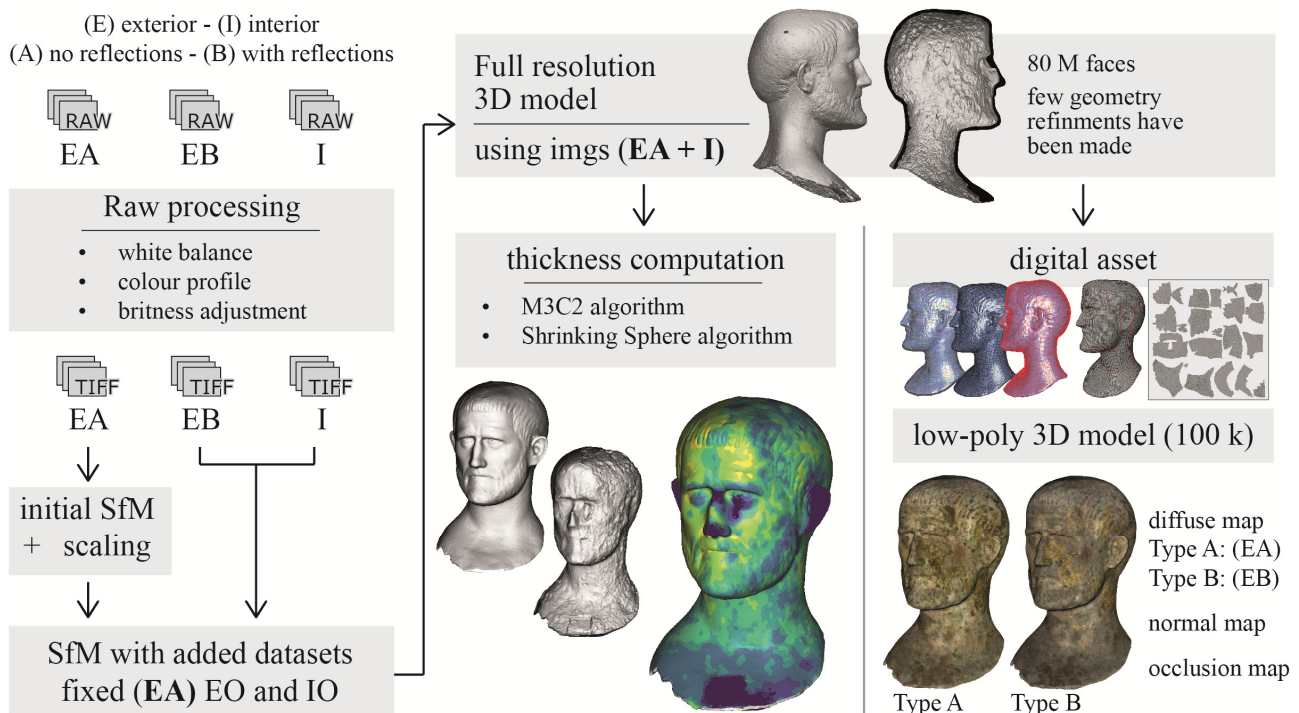 (E) exterior - (I) interior
(A) no reflections - (B) with reflections
RAW RAW RAW
EA EB I
Raw processing
• white balance
• colour profile
• britness adjustment
TIFF TIFF TIFF
EA EB I
initial SfM
+ scaling
SfM with added datasets
fixed (EA) EO and IO
Full resolution
3D model
using imgs (EA + I)
80 M faces
few geometry
refinments have
been made
thickness computation
• M3C2 algorithm
• Shrinking Sphere algorithm
digital asset
low-poly 3D model (100 k)
diffuse map
Type A: (EA)
Type B: (EB)
normal map
occlusion map
Type A Type B